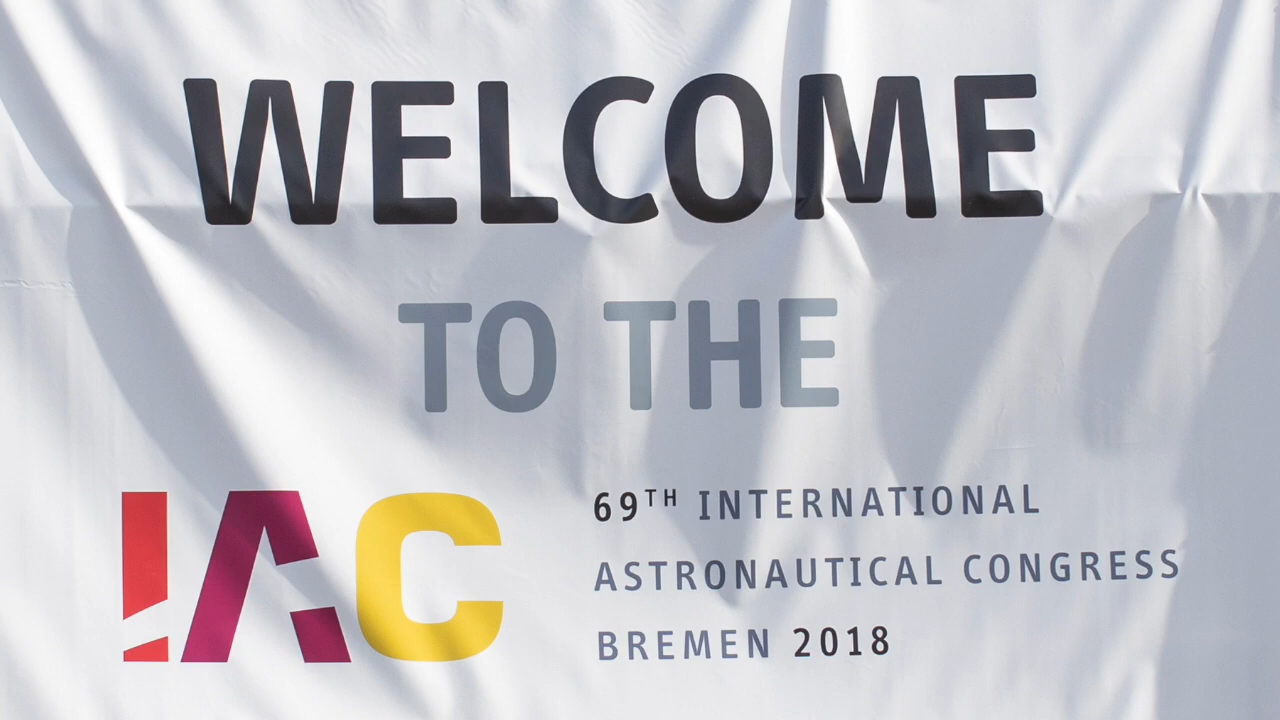 WELCOME
TO THE
IAC
69TH INTERNATIONAL
ASTRONAUTICAL CONGRESS
BREMEN 2018